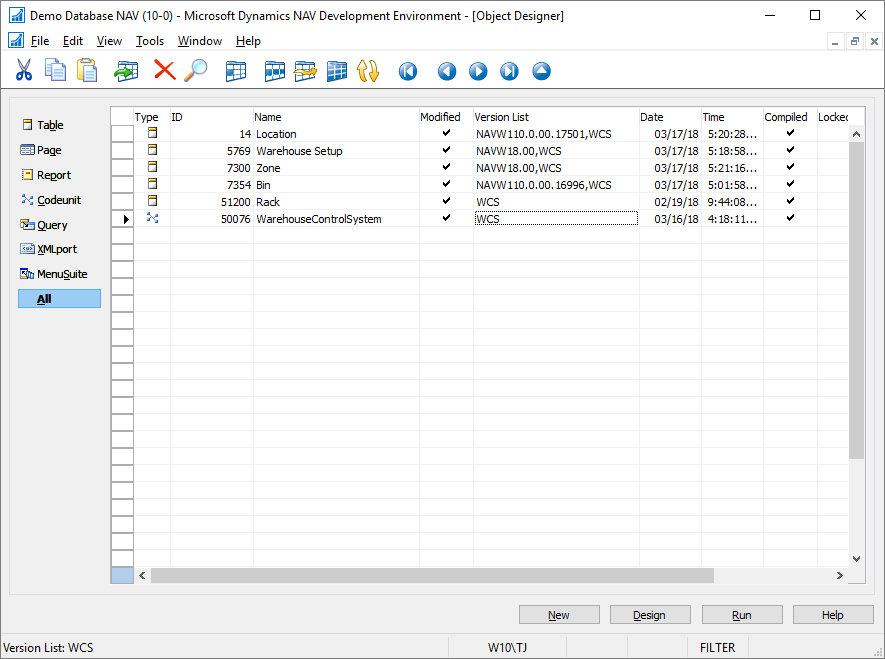 Demo Database NAV (10-0) - Microsoft Dynamics NAV Development Environment - [Object Designer]
File Edit View Tools Window Help
Table
Page
Report
Codeunit
Query
XMLport
MenuSuite
All
Type ID Name Modified Version List Date Time Compiled Locked
14 Location NAVW110.0.00.17501,WCS 03/17/18 5:20:28...
5769 Warehouse Setup NAVW18.00,WCS 03/17/18 5:18:58...
7300 Zone NAVW18.00,WCS 03/17/18 5:21:16...
7354 Bin NAVW110.0.00.16996,WCS 03/17/18 5:01:58...
51200 Rack WCS 02/19/18 9:44:08...
50076 WarehouseControlSystem WCS 03/16/18 4:18:11...
New Design Run Help
Version List: WCS W10\TJ FILTER